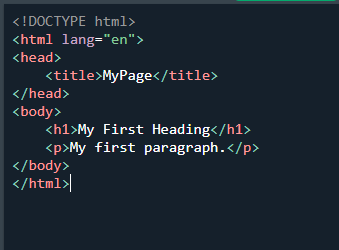 <!DOCTYPE html>
<html lang="en">
<head>
    <title>MyPage</title>
</head>
<body>
    <h1>My First Heading</h1>
    <p>My first paragraph.</p>
</body>
</html>